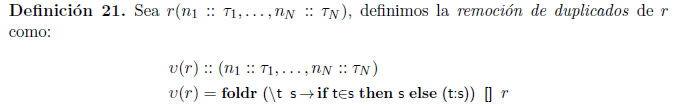 Definición 21. Sea r(n₁ :: τ₁, . . . , n_N :: τ_N), definimos la remoción de duplicados de r
como:
υ(r) :: (n₁ :: τ₁, . . . , n_N :: τ_N)
υ(r) = foldr (\t s→if t∈s then s else (t:s)) [] r